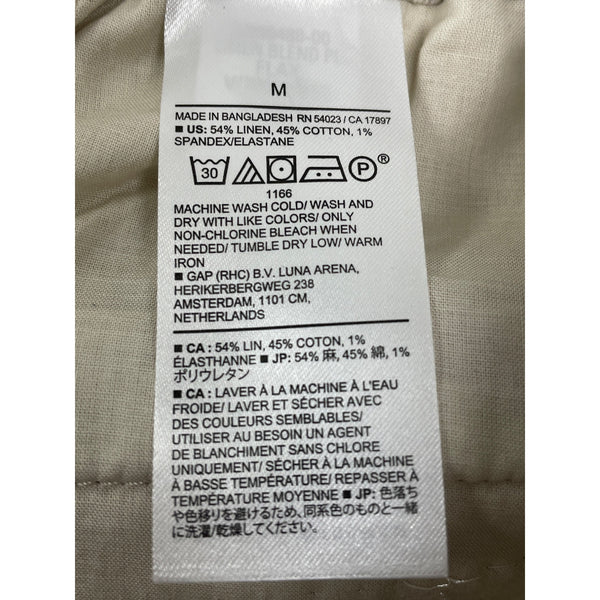 M
MADE IN BANGLADESH RN 54023 / CA 17897
■ US: 54% LINEN, 45% COTTON, 1%
SPANDEX/ELASTANE
30 P ®
1166
MACHINE WASH COLD/ WASH AND
DRY WITH LIKE COLORS/ ONLY
NON-CHLORINE BLEACH WHEN
NEEDED/ TUMBLE DRY LOW/ WARM
IRON
■ GAP (RHC) B.V. LUNA ARENA,
HERIKERBERGWEG 238
AMSTERDAM, 1101 CM,
NETHERLANDS
■ CA : 54% LIN, 45% COTON, 1%
ÉLASTHANNE ■ JP: 54% 麻, 45% 綿, 1%
ポリウレタン
■ CA : LAVER À LA MACHINE À L'EAU
FROIDE/ LAVER ET SÉCHER AVEC
DES COULEURS SEMBLABLES/
UTILISER AU BESOIN UN AGENT
DE BLANCHIMENT SANS CHLORE
UNIQUEMENT/ SÉCHER À LA MACHINE
À BASSE TEMPÉRATURE/ REPASSER À
TEMPÉRATURE MOYENNE ■ JP: 色落ち
や色移りを避けるため、同系色のものと一緒
に洗濯/乾燥してください。